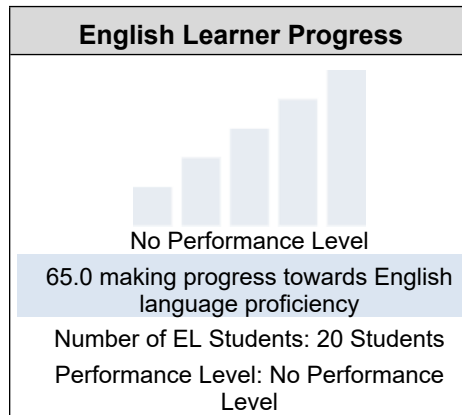 English Learner Progress
No Performance Level
65.0 making progress towards English
language proficiency
Number of EL Students: 20 Students
Performance Level: No Performance
Level